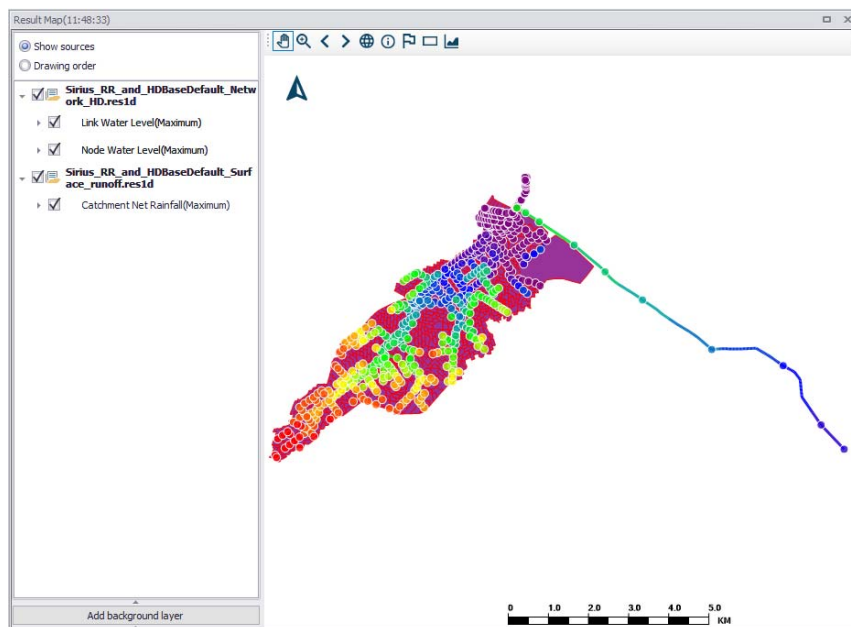 Result Map(11:48:33)
Show sources
Drawing order
Sirius_RR_and_HDBaseDefault_Netw
ork_HD.res1d
Link Water Level(Maximum)
Node Water Level(Maximum)
Sirius_RR_and_HDBaseDefault_Surf
ace_runoff.res1d
Catchment Net Rainfall(Maximum)
Add background layer
0.0 1.0 2.0 3.0 4.0 5.0
KM